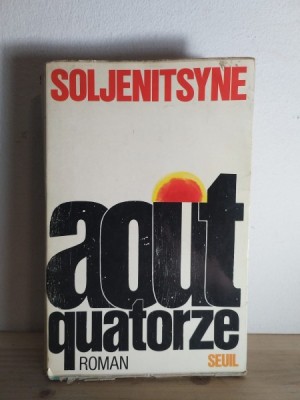 SOLJENITSYNE
août
quatorze
ROMAN SEUIL